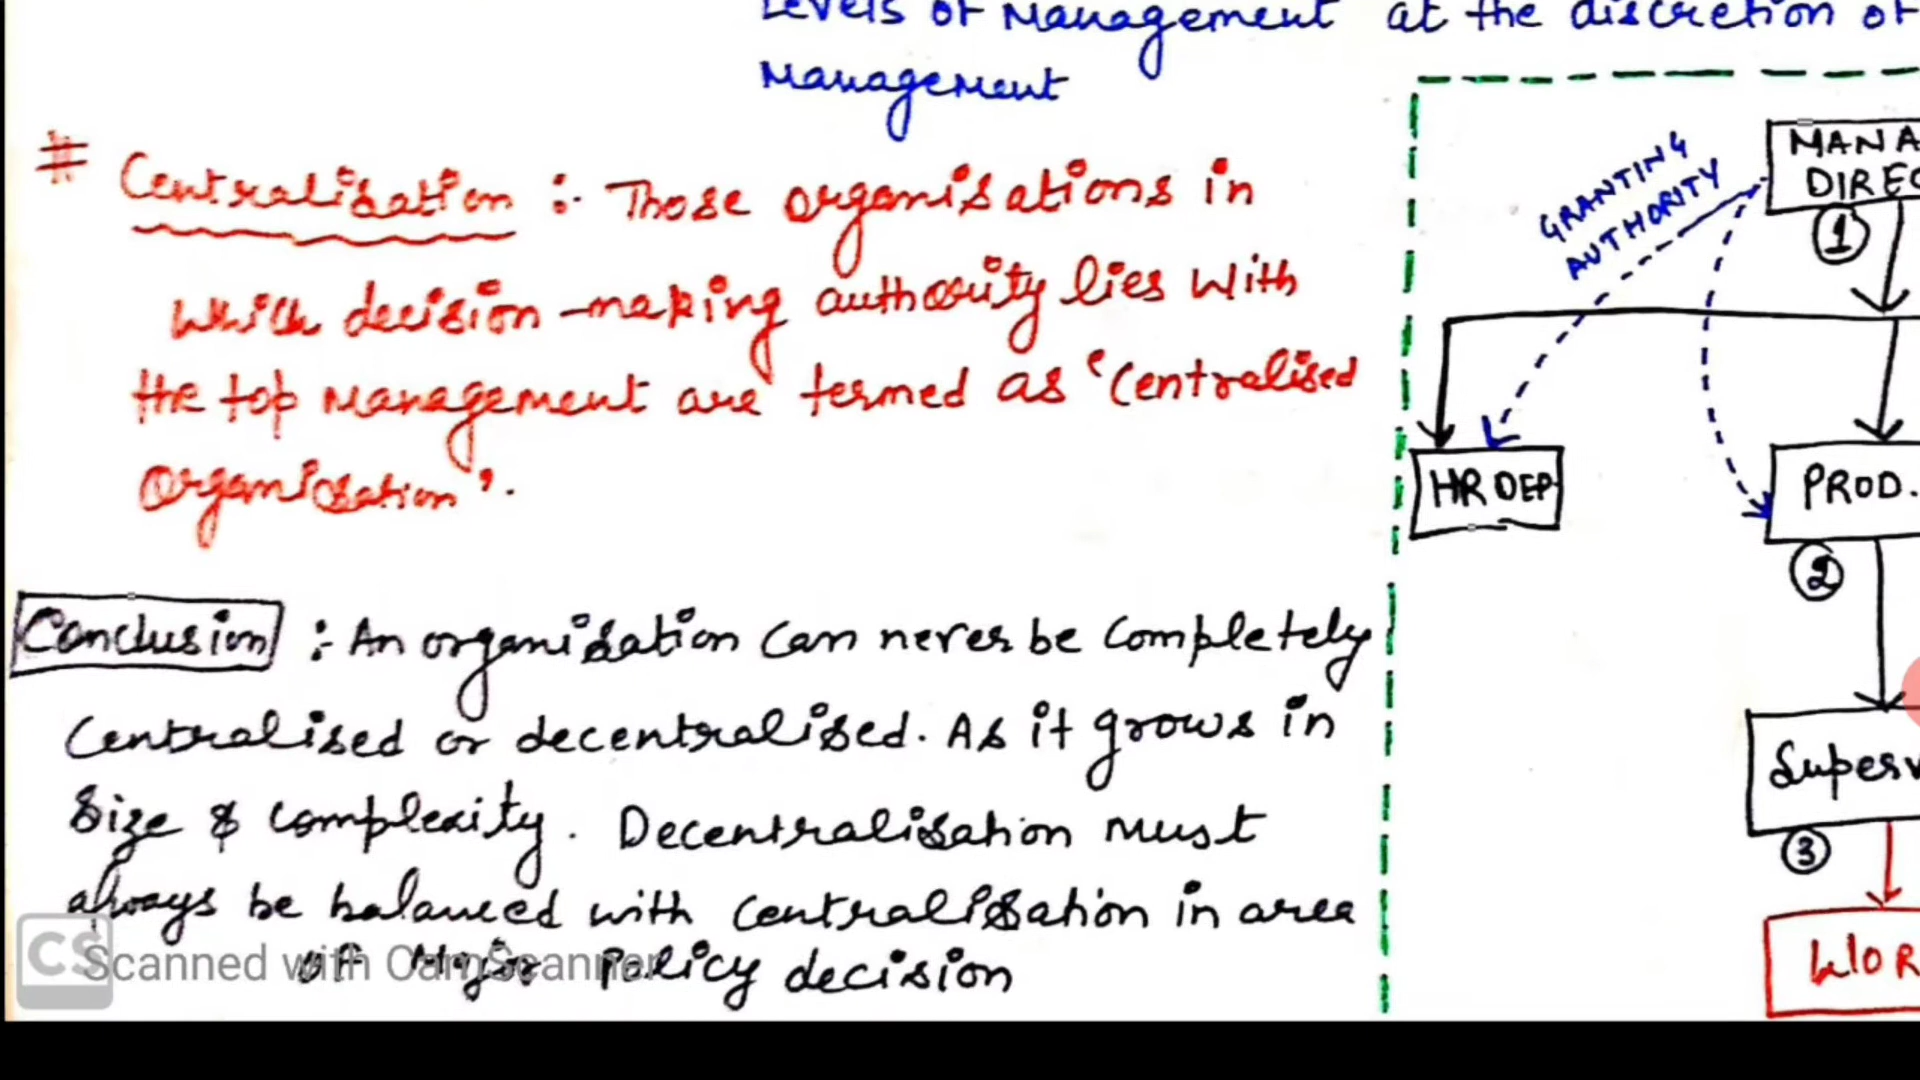 Levels of Management at the discretion of
Management
# Centralisation :- Those organisations in
which decision-making authority lies with
the top Management are termed as 'Centralised
Organisation'.
Conclusion :- An organisation can never be completely
Centralised or decentralised. As it grows in
Size & complexity. Decentralisation must
always be balanced with centralisation in area
of Major Policy decision
CS Scanned with CamScanner
GRANTING
AUTHORITY
MANA
DIREC
1
HR DEP
PROD.
2
Superv
3
WOR